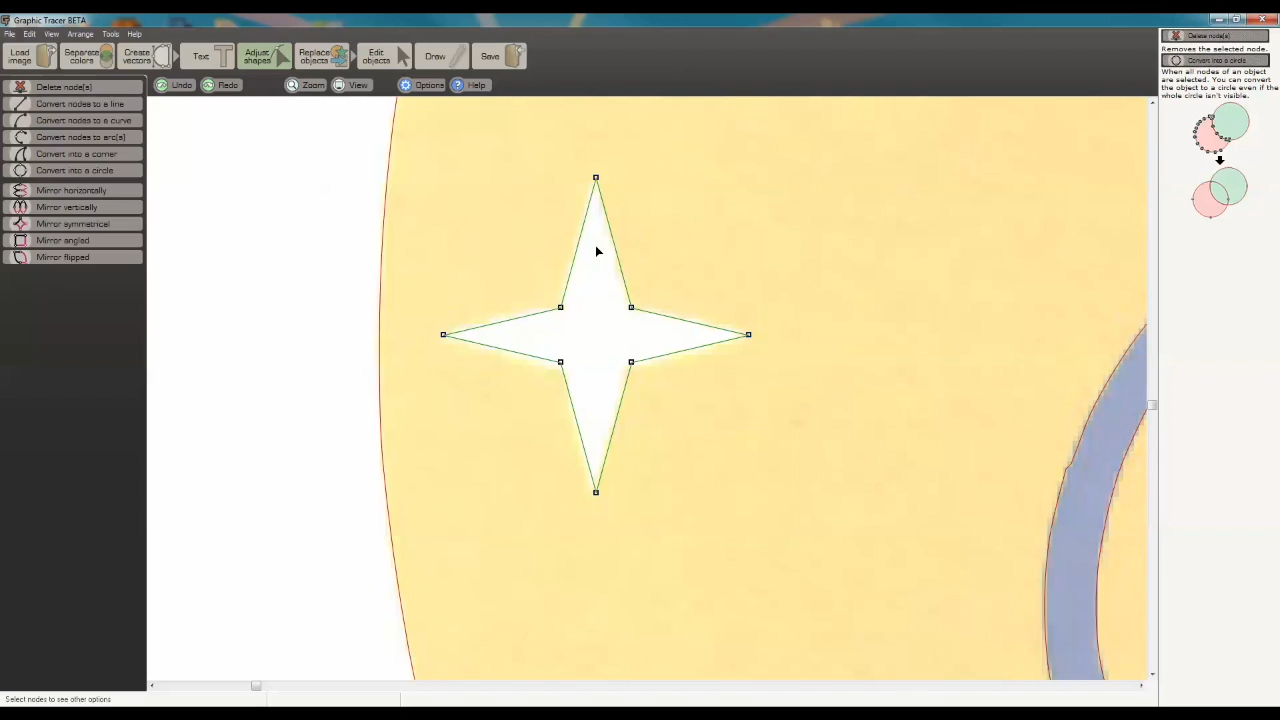 Graphic Tracer BETA
File Edit View Arrange Tools Help
Load image
Separate colors
Create vectors
Text
Adjust shapes
Replace objects
Edit objects
Draw
Save
Undo
Redo
Zoom
View
Options
Help
Delete node(s)
Convert nodes to a line
Convert nodes to a curve
Convert nodes to arc(s)
Convert into a corner
Convert into a circle
Mirror horizontally
Mirror vertically
Mirror symmetrical
Mirror angled
Mirror flipped
Delete node(s)
Removes the selected node.
Convert into a circle
When all nodes of an object
are selected. You can convert
the object to a circle even if the
whole circle isn't visible.
Select nodes to see other options